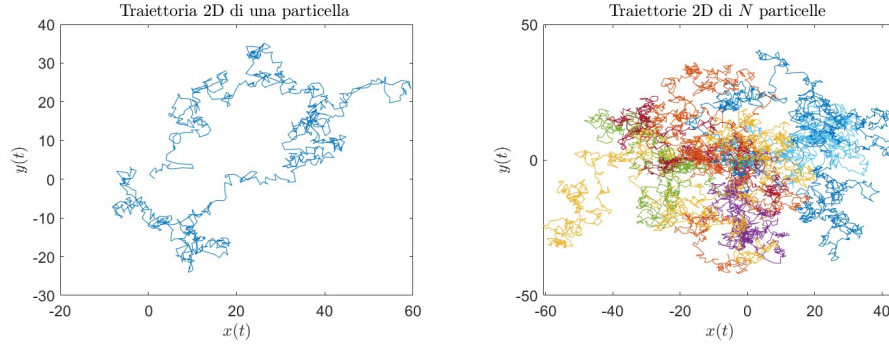 Traiettoria 2D di una particella
40
30
20
10
0
-10
-20
-30
-20 0 20 40 60
y(t)
x(t)
Traiettorie 2D di N particelle
50
0
-50
-60 -40 -20 0 20 40
y(t)
x(t)